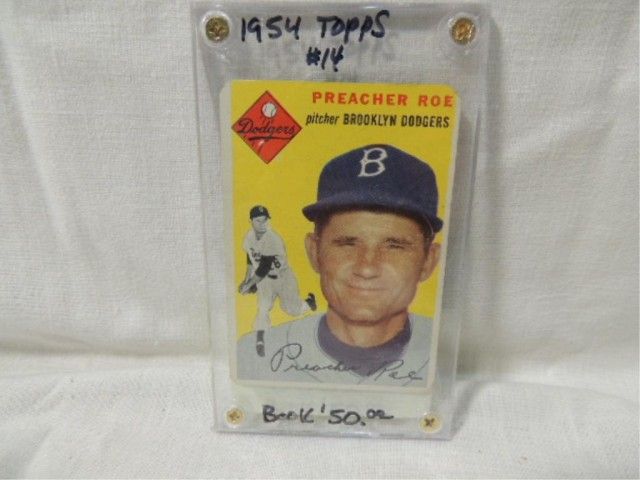 1954 TOPPS
#14
PREACHER ROE
pitcher BROOKLYN DODGERS
Dodgers
B
Preacher Roe
Book '50.00